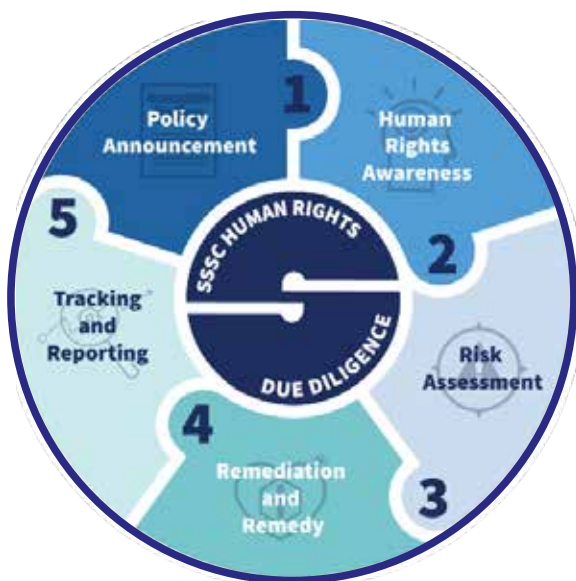 1
Policy
Announcement
Human
Rights
Awareness
2
Risk
Assessment
3
Remediation
and
Remedy
4
Tracking
and
Reporting
5
SSSC HUMAN RIGHTS
DUE DILIGENCE